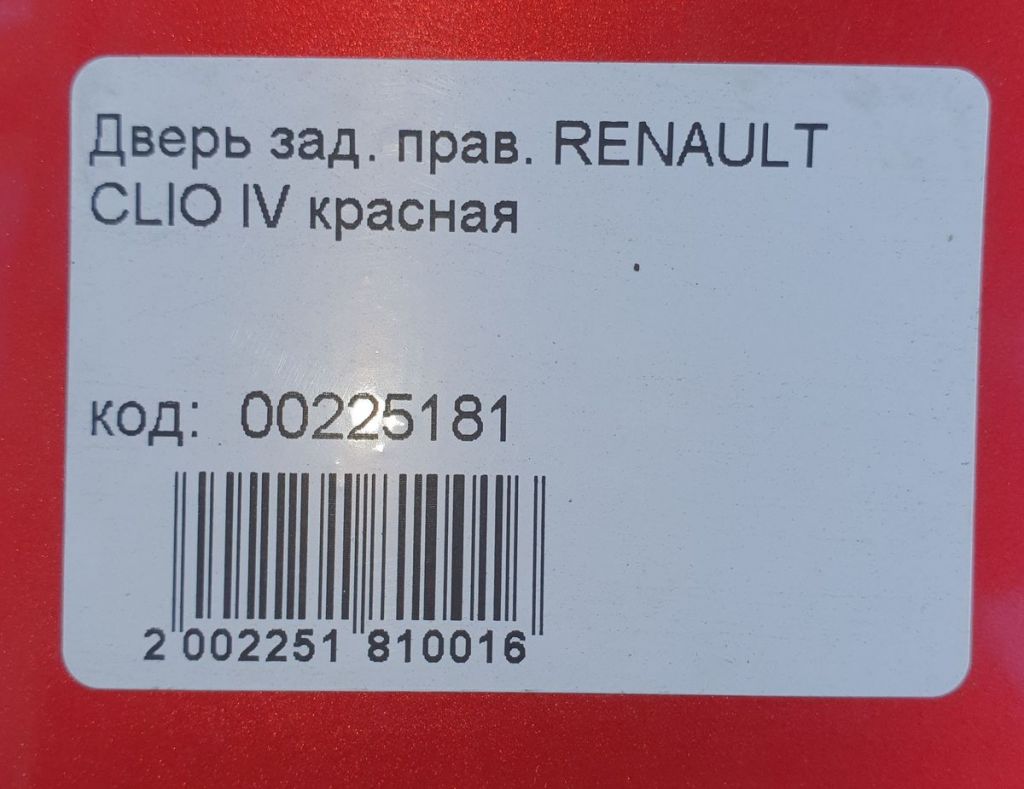 Дверь зад. прав. RENAULT
CLIO IV красная
код: 00225181
2 002251 810016